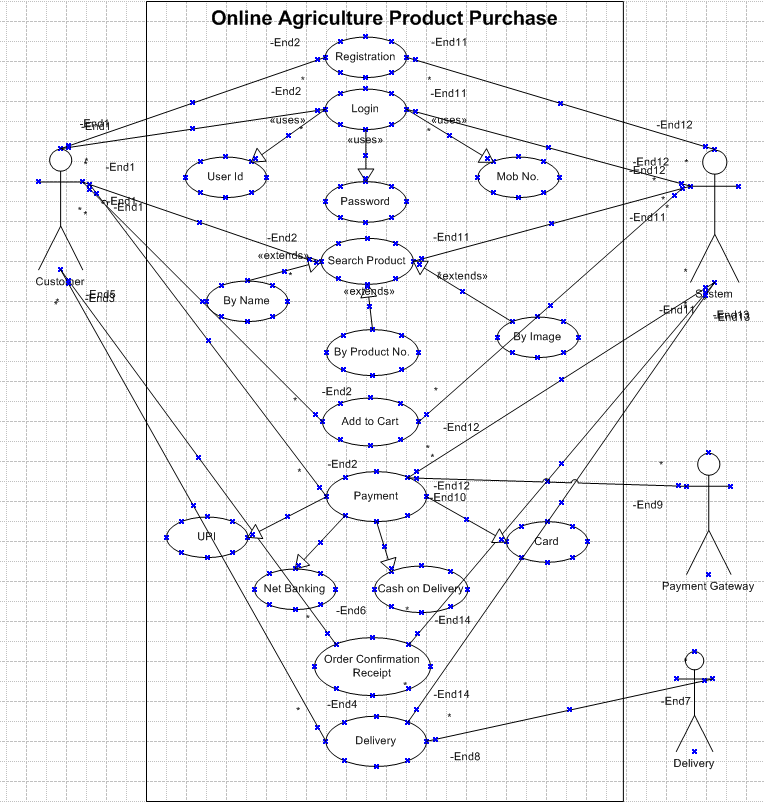 Online Agriculture Product Purchase
-End2
-End11
Registration
*
*
-End2
-End11
Login
«uses»
«uses»
-End1
-End1
-End12
*
*
«uses»
*
-End1
-End12
-End12
*
User Id
Mob No.
*
Password
-End1
-End1
*
*
*
*
-End11
-End2
-End11
«extends»
Search Product
*
«extends»
*
Customer
System
-End5
-End3
*
«extends»
By Name
-End11
-End13
-End13
*
By Image
By Product No.
-End2
*
*
Add to Cart
-End12
*
*
-End2
*
*
-End12
-End10
Payment
-End9
UPI
Card
Net Banking
Cash on Delivery
Payment Gateway
-End6
*
*
-End14
Order Confirmation
Receipt
*
*
-End4
-End14
-End7
*
*
Delivery
-End8
Delivery